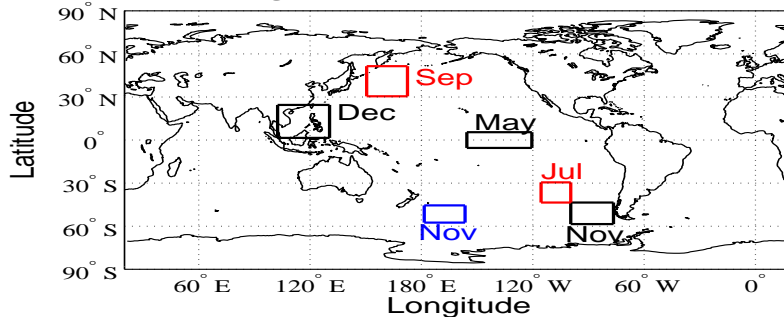 90° N
60° N
30° N
0°
30° S
60° S
90° S
Latitude
Sep
Dec
May
Jul
Nov
Nov
60° E
120° E
180° E
120° W
60° W
0°
Longitude